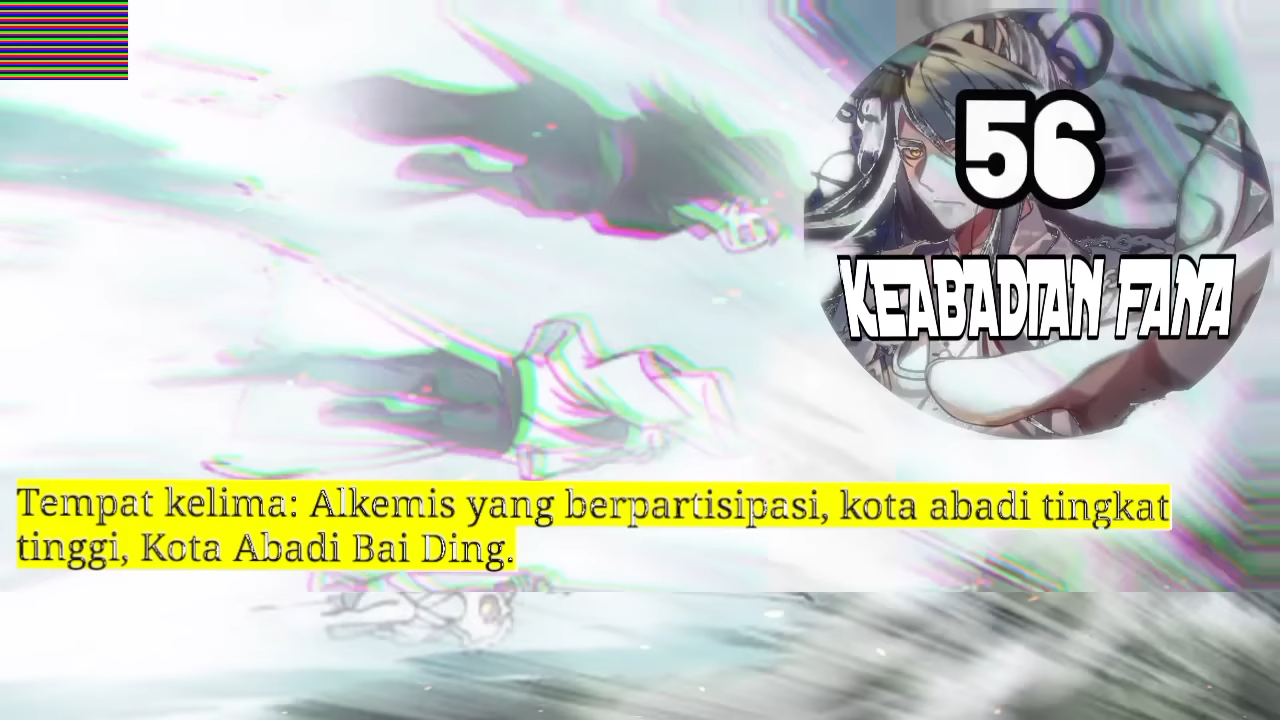 56
KEABADIAN FANA
Tempat kelima: Alkemis yang berpartisipasi, kota abadi tingkat
tinggi, Kota Abadi Bai Ding.